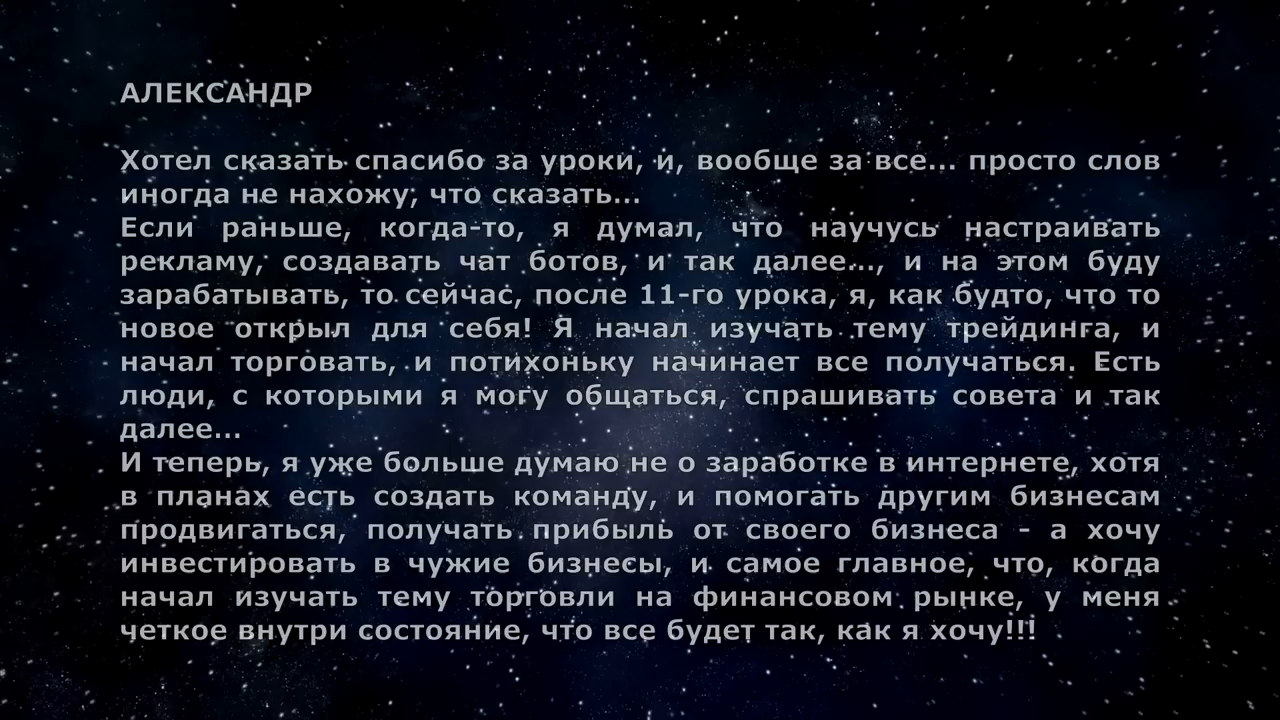 АЛЕКСАНДР
Хотел сказать спасибо за уроки, и, вообще за все... просто слов
иногда не нахожу, что сказать...
Если раньше, когда-то, я думал, что научусь настраивать
рекламу, создавать чат ботов, и так далее..., и на этом буду
зарабатывать, то сейчас, после 11-го урока, я, как будто, что то
новое открыл для себя! Я начал изучать тему трейдинга, и
начал торговать, и потихоньку начинает все получаться. Есть
люди, с которыми я могу общаться, спрашивать совета и так
далее...
И теперь, я уже больше думаю не о заработке в интернете, хотя
в планах есть создать команду, и помогать другим бизнесам
продвигаться, получать прибыль от своего бизнеса - а хочу
инвестировать в чужие бизнесы, и самое главное, что, когда
начал изучать тему торговли на финансовом рынке, у меня
четкое внутри состояние, что все будет так, как я хочу!!!